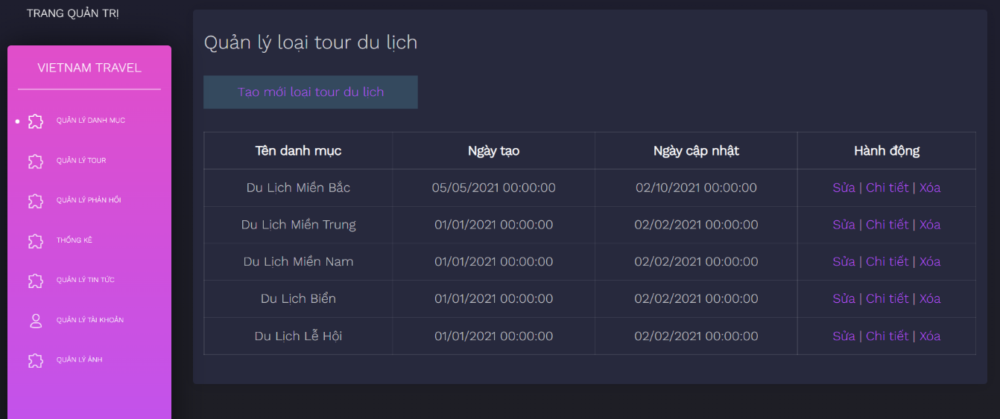 TRANG QUẢN TRỊ
VIETNAM TRAVEL
QUẢN LÝ DANH MỤC
QUẢN LÝ TOUR
QUẢN LÝ PHẢN HỒI
THỐNG KÊ
QUẢN LÝ TIN TỨC
QUẢN LÝ TÀI KHOẢN
QUẢN LÝ ẢNH
Quản lý loại tour du lịch
Tạo mới loại tour du lịch
Tên danh mục Ngày tạo Ngày cập nhật Hành động
Du Lịch Miền Bắc 05/05/2021 00:00:00 02/10/2021 00:00:00 Sửa | Chi tiết | Xóa
Du Lịch Miền Trung 01/01/2021 00:00:00 02/02/2021 00:00:00 Sửa | Chi tiết | Xóa
Du Lịch Miền Nam 01/01/2021 00:00:00 02/02/2021 00:00:00 Sửa | Chi tiết | Xóa
Du Lịch Biển 01/01/2021 00:00:00 02/02/2021 00:00:00 Sửa | Chi tiết | Xóa
Du Lịch Lễ Hội 01/01/2021 00:00:00 02/02/2021 00:00:00 Sửa | Chi tiết | Xóa